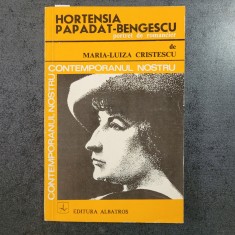 HORTENSIA
PAPADAT-BENGESCU
portret de romancier
de
MARIA-LUIZA CRISTESCU
CONTEMPORANUL NOSTRU
CONTEMPORANUL NOSTRU
EDITURA ALBATROS